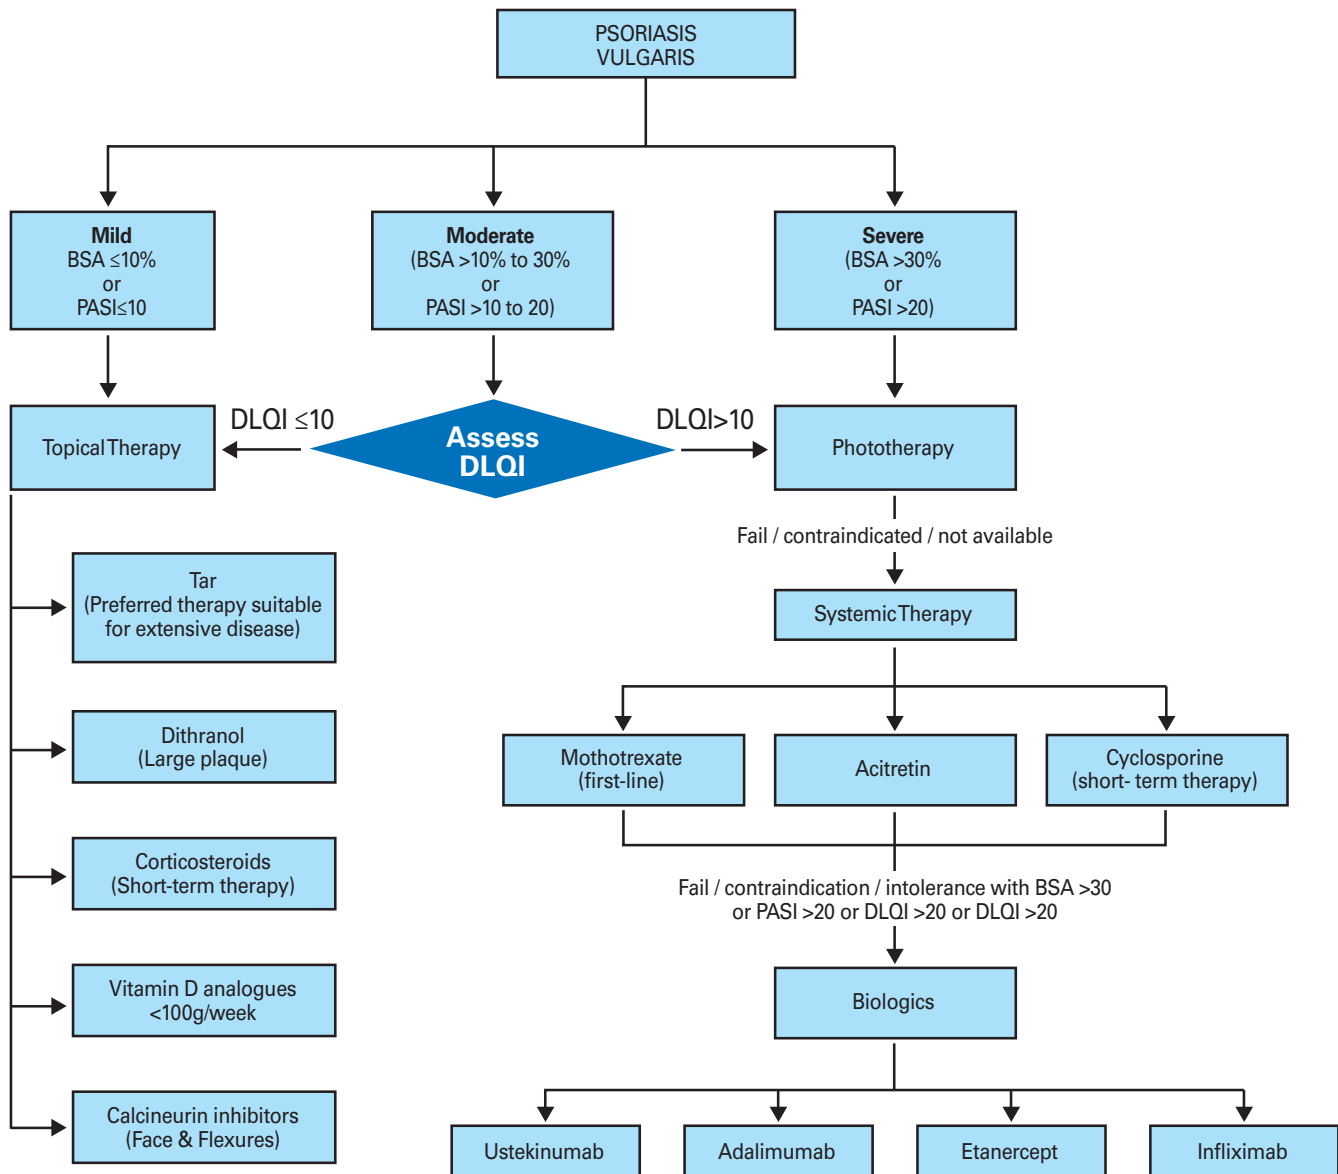 PSORIASIS
VULGARIS
Mild
BSA ≤10%
or
PASI≤10
Moderate
(BSA >10% to 30%
or
PASI >10 to 20)
Severe
(BSA >30%
or
PASI >20)
Topical Therapy
DLQI ≤10
Assess
DLQI
DLQI>10
Phototherapy
Fail / contraindicated / not available
Systemic Therapy
Tar
(Preferred therapy suitable
for extensive disease)
Dithranol
(Large plaque)
Corticosteroids
(Short-term therapy)
Vitamin D analogues
<100g/week
Calcineurin inhibitors
(Face & Flexures)
Mothotrexate
(first-line)
Acitretin
Cyclosporine
(short- term therapy)
Fail / contraindication / intolerance with BSA >30
or PASI >20 or DLQI >20 or DLQI >20
Biologics
Ustekinumab
Adalimumab
Etanercept
Infliximab